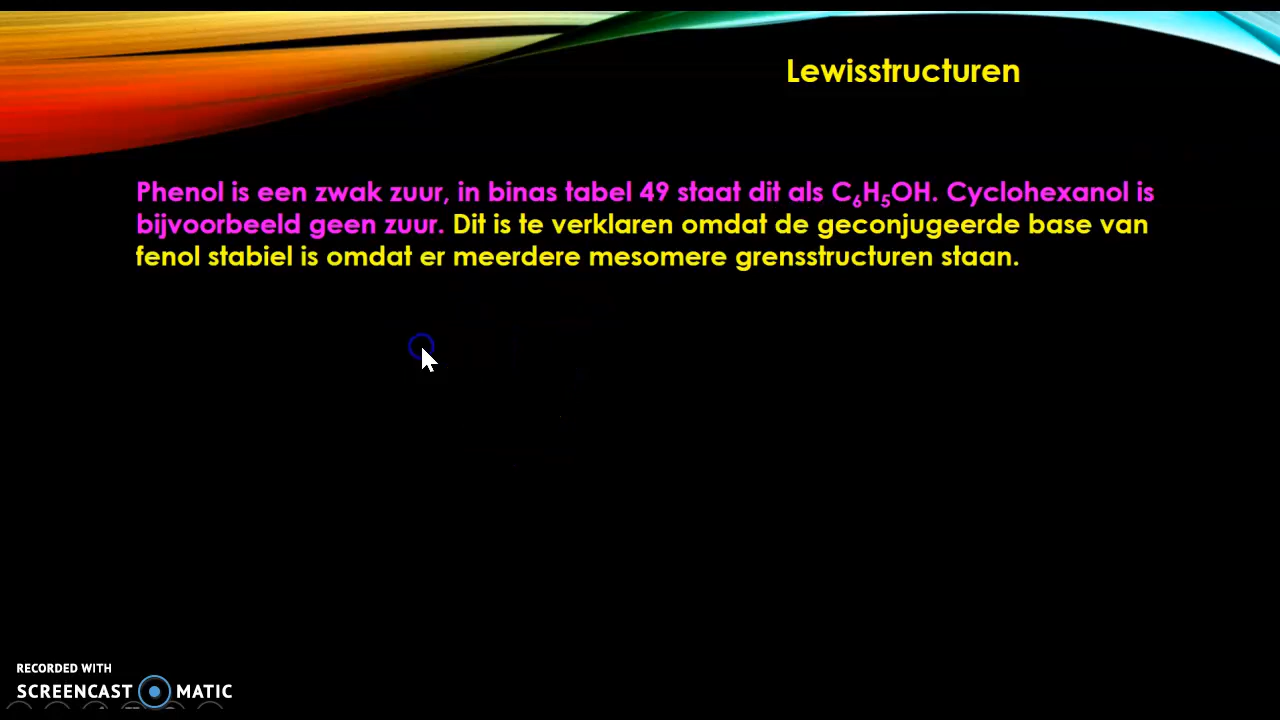 Lewisstructuren
Phenol is een zwak zuur, in binas tabel 49 staat dit als C₆H₅OH. Cyclohexanol is
bijvoorbeeld geen zuur. Dit is te verklaren omdat de geconjugeerde base van
fenol stabiel is omdat er meerdere mesomere grensstructuren staan.
RECORDED WITH
SCREENCAST MATIC